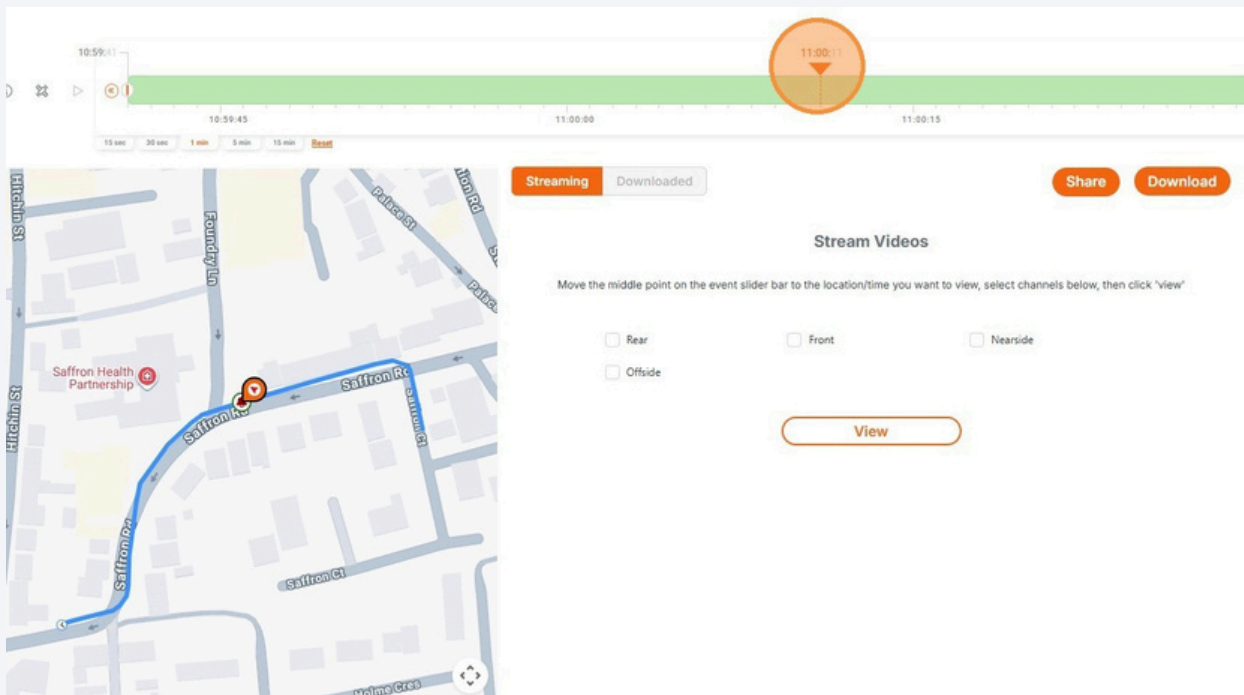 10:59:41
11:00:11
10:59:45
11:00:00
11:00:15
15 sec
30 sec
1 min
5 min
15 min
Reset
Streaming
Downloaded
Share
Download
Stream Videos
Move the middle point on the event slider bar to the location/time you want to view, select channels below, then click 'view'
Rear
Front
Nearside
Offside
View
Hitchin St
Foundry Ln
Palace St
Saffron Health
Partnership
Saffron Rd
Saffron Ct
Hitchin St
Saffron Rd
Saffron Rd
Saffron Ct
Holme Cres